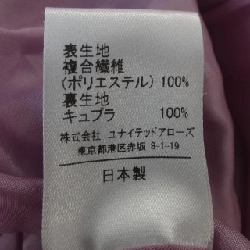 表生地
複合繊維
(ポリエステル) 100%
裏生地
キュプラ 100%
株式会社 ユナイテッドアローズ
東京都港区赤坂 8-1-19
日本製